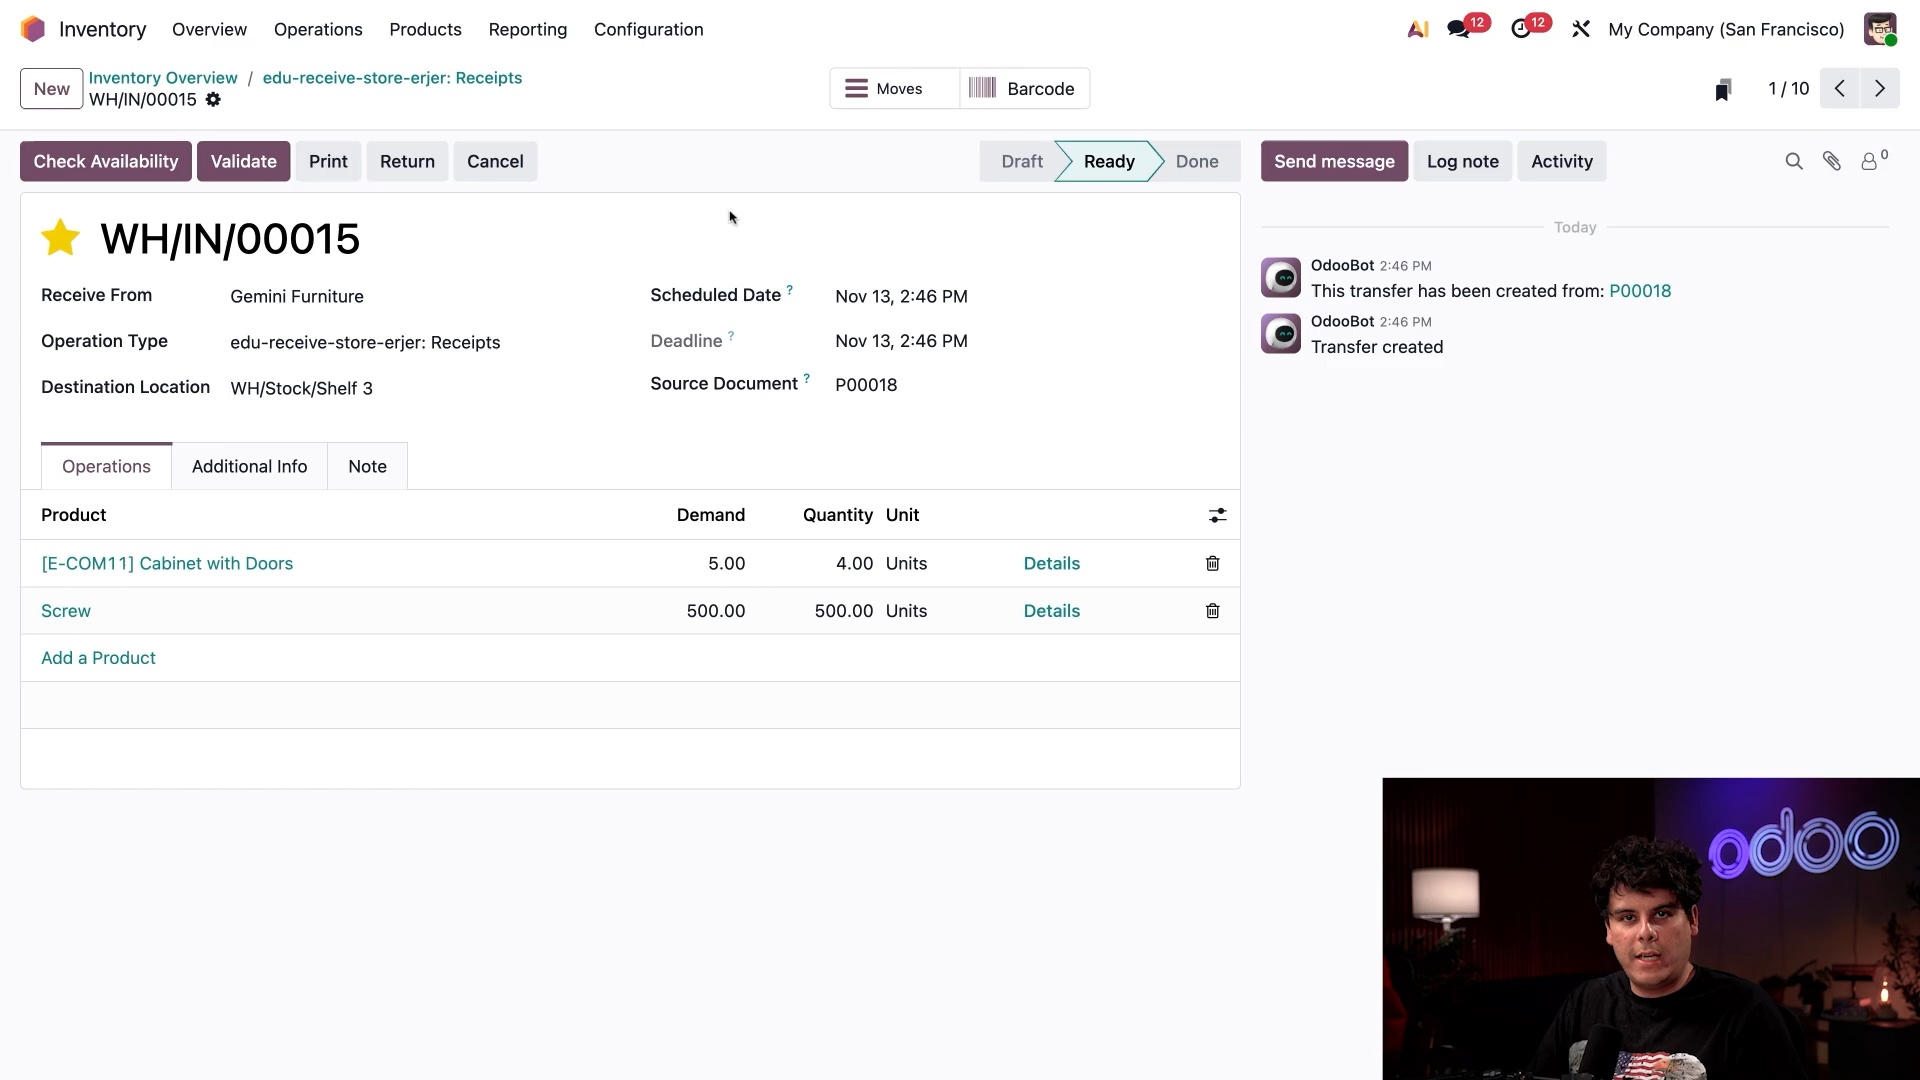 Inventory Overview Operations Products Reporting Configuration 12 12 My Company (San Francisco)
New Inventory Overview / edu-receive-store-erjer: Receipts
WH/IN/00015
Moves Barcode 1 / 10
Check Availability Validate Print Return Cancel Draft Ready Done Send message Log note Activity 0
WH/IN/00015
Receive From Gemini Furniture
Operation Type edu-receive-store-erjer: Receipts
Destination Location WH/Stock/Shelf 3
Scheduled Date ? Nov 13, 2:46 PM
Deadline ? Nov 13, 2:46 PM
Source Document ? P00018
Operations Additional Info Note
Product Demand Quantity Unit
[E-COM11] Cabinet with Doors 5.00 4.00 Units Details
Screw 500.00 500.00 Units Details
Add a Product
Today
OdooBot 2:46 PM
This transfer has been created from: P00018
OdooBot 2:46 PM
Transfer created
odoo